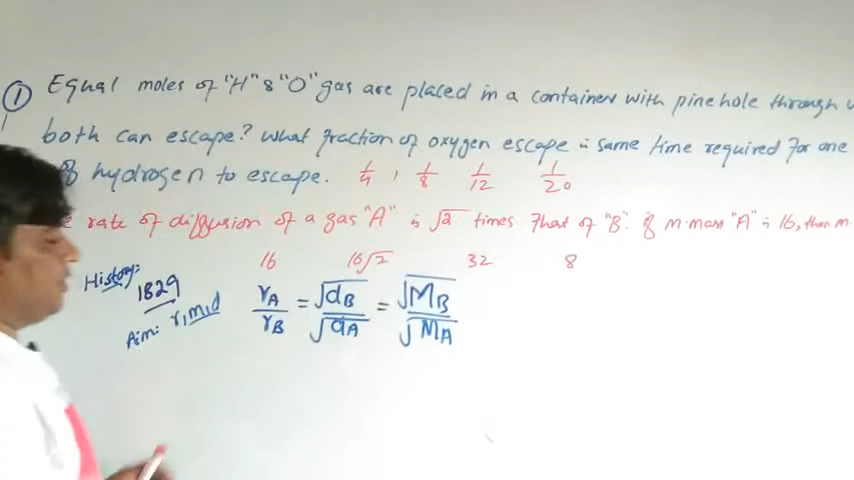 ① Equal moles of "H" & "O" gas are placed in a container with pinehole through
both can escape? what fraction of oxygen escape is same time required for one
of hydrogen to escape. 1/4, 1/8 1/12 1/20
rate of diffusion of a gas "A" is √2 times that of "B". if m.mass "A" is 16, then m.
16 16√2 32 8
History:
1829
Aim: r, m, d
rA/rB = √dB/√dA = √MB/√MA